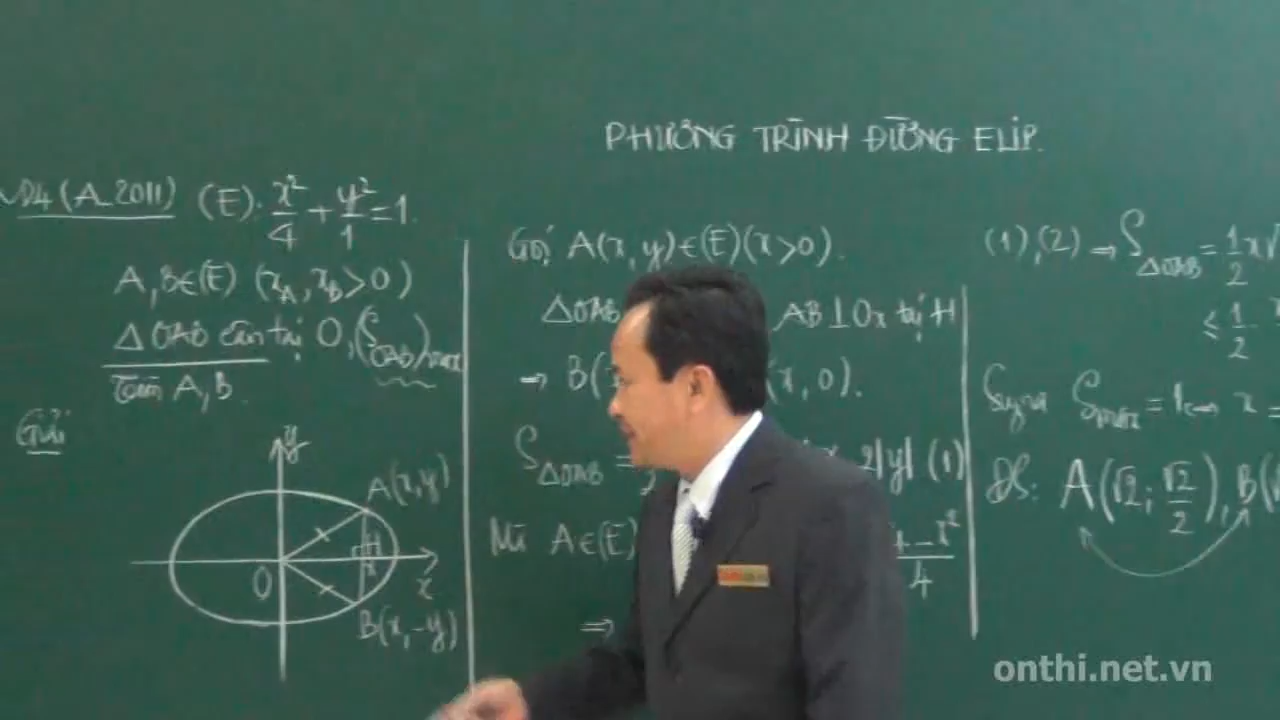 PHƯƠNG TRÌNH ĐƯỜNG ELIP.
VD4 (A_2011) (E): x²/4 + y²/1 = 1.
A, B ∈ (E) (x_A, x_B > 0)
ΔOAB cân tại O, (S_OAB)max
Tìm A, B.
Giải
y
A(x,y)
H
O
x
B(x,-y)
Gọi A(x,y) ∈ (E) (x>0).
ΔOAB AB ⊥ Ox tại H
⇒ B( (x, 0).
S_ΔOAB = x. 2|y| (1)
Mà A ∈ (E) -x²/4
⇒
(1), (2) ⇒ S_ΔOAB = 1/2 x√
≤ 1/2
Suy ra S_max = 1 ⇔ x =
ĐS: A(√2; √2/2), B(
onthi.net.vn